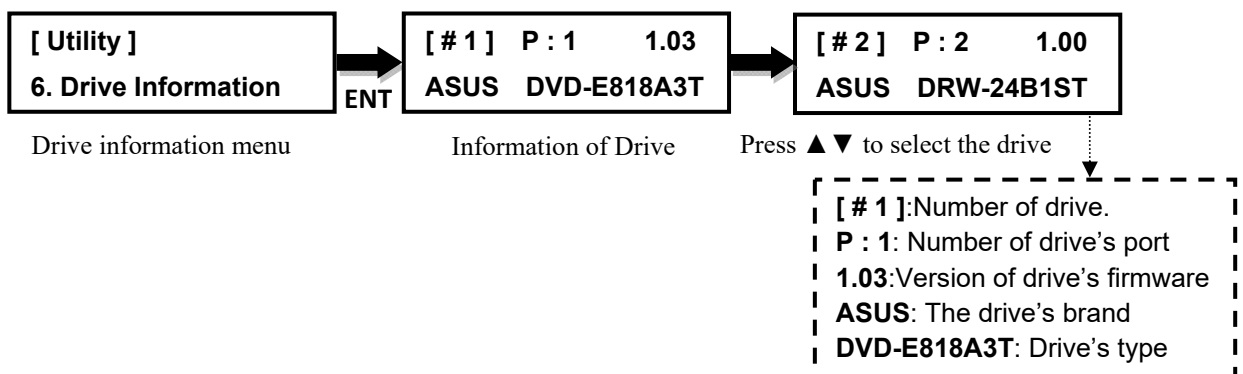 [ Utility ]
6. Drive Information
ENT
[ # 1 ] P : 1 1.03
ASUS DVD-E818A3T
[ # 2 ] P : 2 1.00
ASUS DRW-24B1ST
Drive information menu
Information of Drive
Press ▲▼ to select the drive
[ # 1 ]:Number of drive.
P : 1: Number of drive’s port
1.03:Version of drive’s firmware
ASUS: The drive’s brand
DVD-E818A3T: Drive’s type